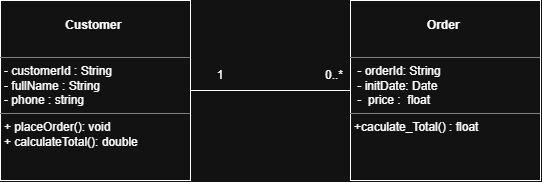 Customer
- customerId : String
- fullName : String
- phone : string
+ placeOrder(): void
+ calculateTotal(): double
1
0..*
Order
- orderId: String
- initDate: Date
- price : float
+caculate_Total() : float